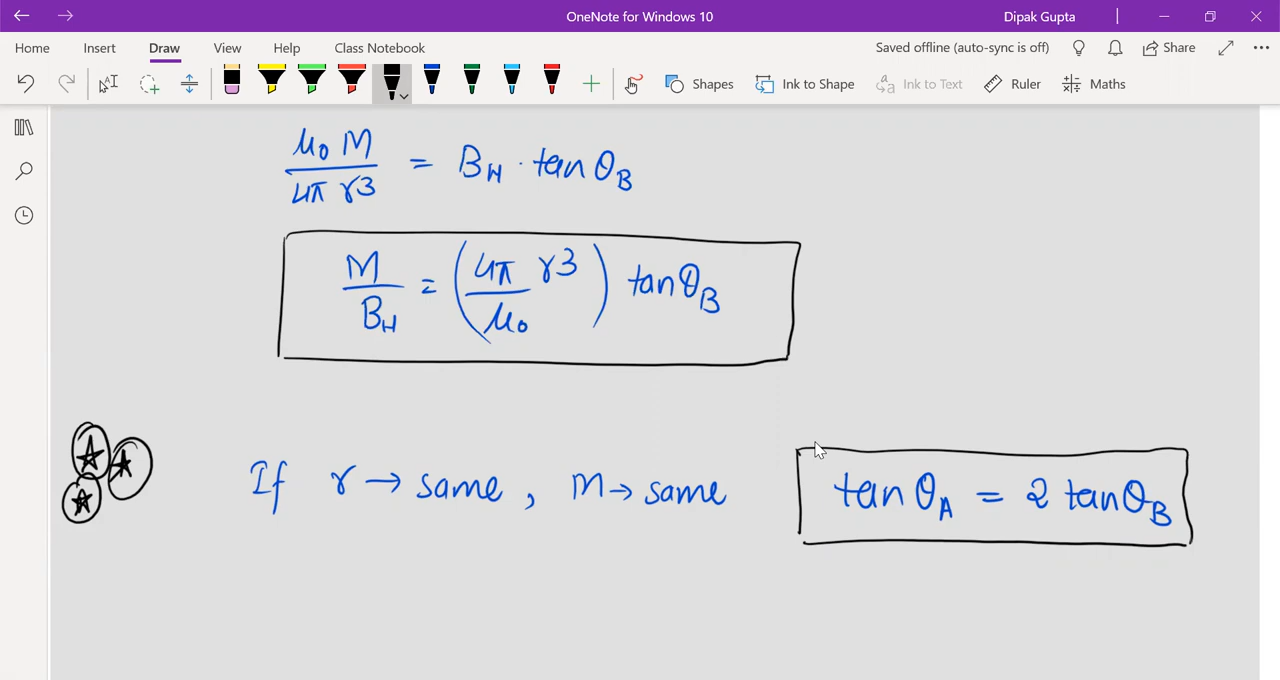 OneNote for Windows 10
Dipak Gupta
Home Insert Draw View Help Class Notebook
Saved offline (auto-sync is off) Share
Shapes Ink to Shape Ink to Text Ruler Maths
μ₀ M / 4π r3 = B_H · tan θ_B
M / B_H = (4π r3 / μ₀) tan θ_B
If r → same, M → same
tan θ_A = 2 tan θ_B